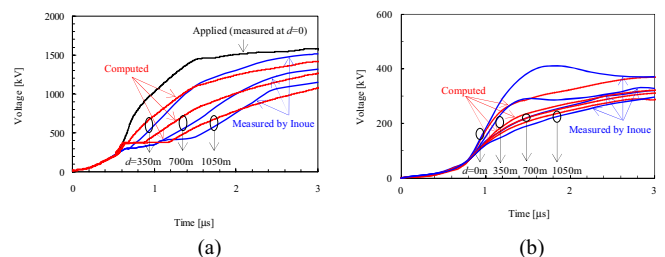 2000
1500
1000
500
0
Voltage [kV]
Applied (measured at d=0)
Computed
Measured by Inoue
d=350m 700m 1050m
0 1 2 3
Time [μs]
(a)
600
400
200
0
Voltage [kV]
Computed
Measured by Inoue
d=0m 350m 700m 1050m
0 1 2 3
Time [μs]
(b)